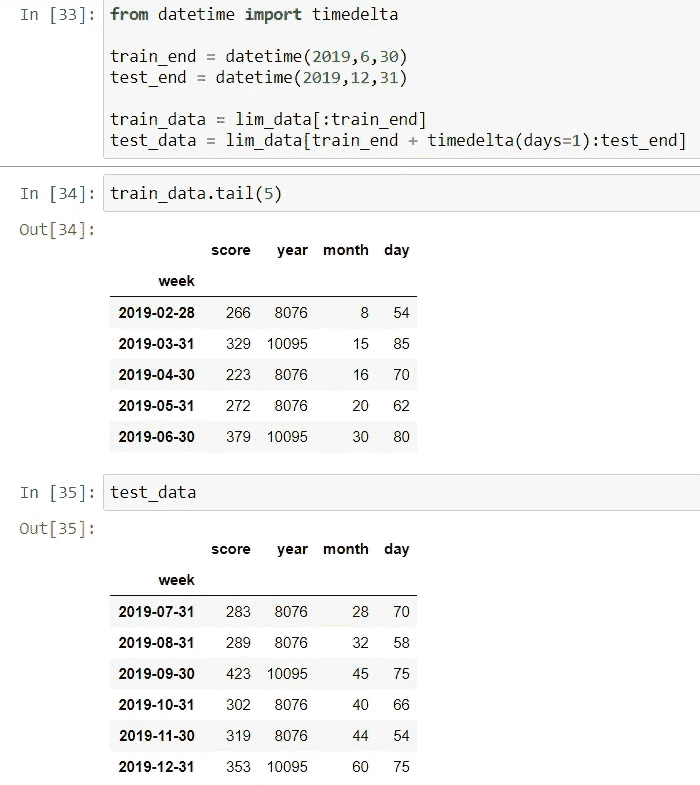 In [33]: from datetime import timedelta
train_end = datetime(2019,6,30)
test_end = datetime(2019,12,31)
train_data = lim_data[:train_end]
test_data = lim_data[train_end + timedelta(days=1):test_end]
In [34]: train_data.tail(5)
Out[34]:
score year month day
week
2019-02-28 266 8076 8 54
2019-03-31 329 10095 15 85
2019-04-30 223 8076 16 70
2019-05-31 272 8076 20 62
2019-06-30 379 10095 30 80
In [35]: test_data
Out[35]:
score year month day
week
2019-07-31 283 8076 28 70
2019-08-31 289 8076 32 58
2019-09-30 423 10095 45 75
2019-10-31 302 8076 40 66
2019-11-30 319 8076 44 54
2019-12-31 353 10095 60 75